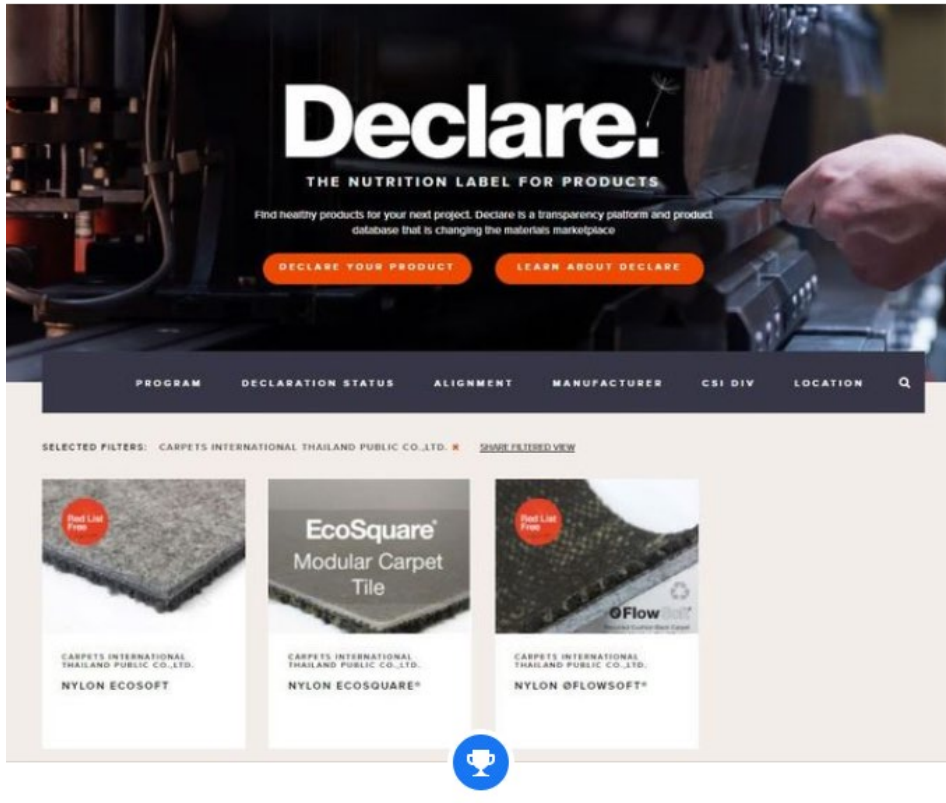 Declare.
THE NUTRITION LABEL FOR PRODUCTS
Find healthy products for your next project. Declare is a transparency platform and product
database that is changing the materials marketplace
DECLARE YOUR PRODUCT
LEARN ABOUT DECLARE
PROGRAM
DECLARATION STATUS
ALIGNMENT
MANUFACTURER
CSI DIV
LOCATION
SELECTED FILTERS: CARPETS INTERNATIONAL THAILAND PUBLIC CO.,LTD. ×
SHARE FILTERED VIEW
Red List
Free
CARPETS INTERNATIONAL
THAILAND PUBLIC CO.,LTD.
NYLON ECOSOFT
EcoSquare®
Modular Carpet
Tile
CARPETS INTERNATIONAL
THAILAND PUBLIC CO.,LTD.
NYLON ECOSQUARE®
Red List
Free
ØFlowSoft®
Cushion Back Carpet
CARPETS INTERNATIONAL
THAILAND PUBLIC CO.,LTD.
NYLON ØFLOWSOFT®